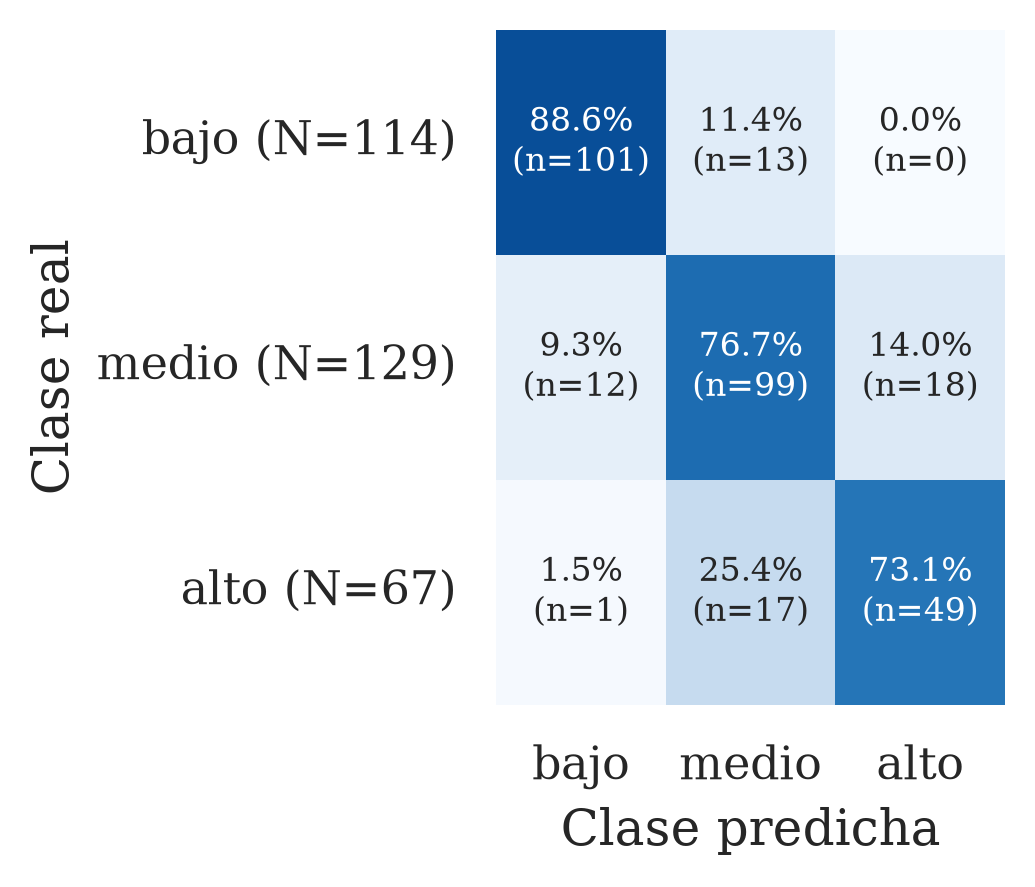 Clase real
bajo (N=114)
88.6%
(n=101)
11.4%
(n=13)
0.0%
(n=0)
medio (N=129)
9.3%
(n=12)
76.7%
(n=99)
14.0%
(n=18)
alto (N=67)
1.5%
(n=1)
25.4%
(n=17)
73.1%
(n=49)
bajo
medio
alto
Clase predicha